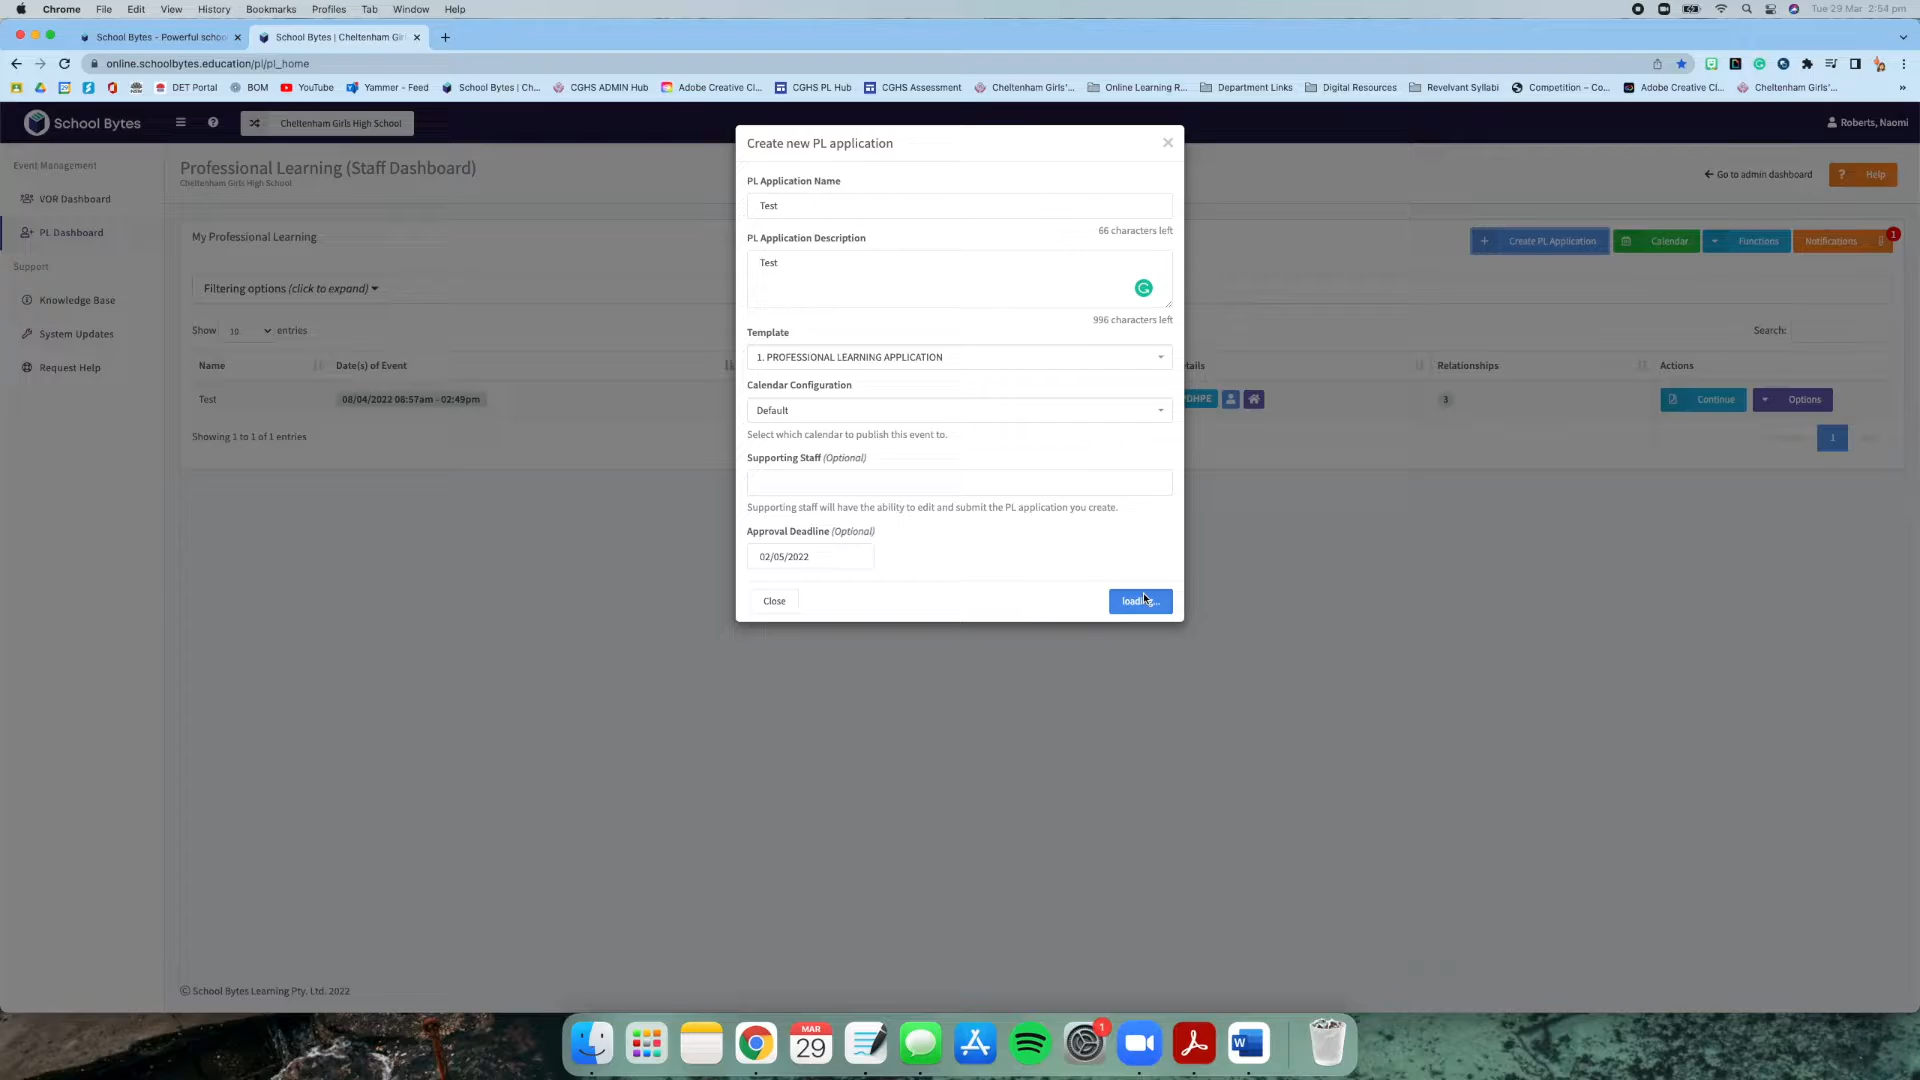 Chrome File Edit View History Bookmarks Profiles Tab Window Help Tue 29 Mar 2:54 pm
School Bytes - Powerful schoo School Bytes | Cheltenham Gir
online.schoolbytes.education/pl/pl_home
DET Portal BOM YouTube Yammer - Feed School Bytes | Ch... CGHS ADMIN Hub Adobe Creative Cl... CGHS PL Hub CGHS Assessment Cheltenham Girls'... Online Learning R... Department Links Digital Resources Revelvant Syllabi Competition – Co... Adobe Creative Cl... Cheltenham Girls'...
School Bytes Cheltenham Girls High School Roberts, Naomi
Event Management
VOR Dashboard
PL Dashboard
Support
Knowledge Base
System Updates
Request Help
Professional Learning (Staff Dashboard)
Cheltenham Girls High School
Go to admin dashboard ? Help
My Professional Learning
+ Create PL Application Calendar Functions Notifications 1
Filtering options (click to expand)
Show 10 entries Search:
Name Date(s) of Event tails Relationships Actions
Test 08/04/2022 08:57am - 02:49pm DHPE 3 Continue Options
Showing 1 to 1 of 1 entries 1
Create new PL application
PL Application Name
Test
66 characters left
PL Application Description
Test
996 characters left
Template
1. PROFESSIONAL LEARNING APPLICATION
Calendar Configuration
Default
Select which calendar to publish this event to.
Supporting Staff (Optional)
Supporting staff will have the ability to edit and submit the PL application you create.
Approval Deadline (Optional)
02/05/2022
Close loading...
© School Bytes Learning Pty. Ltd. 2022
MAR
29
1
W